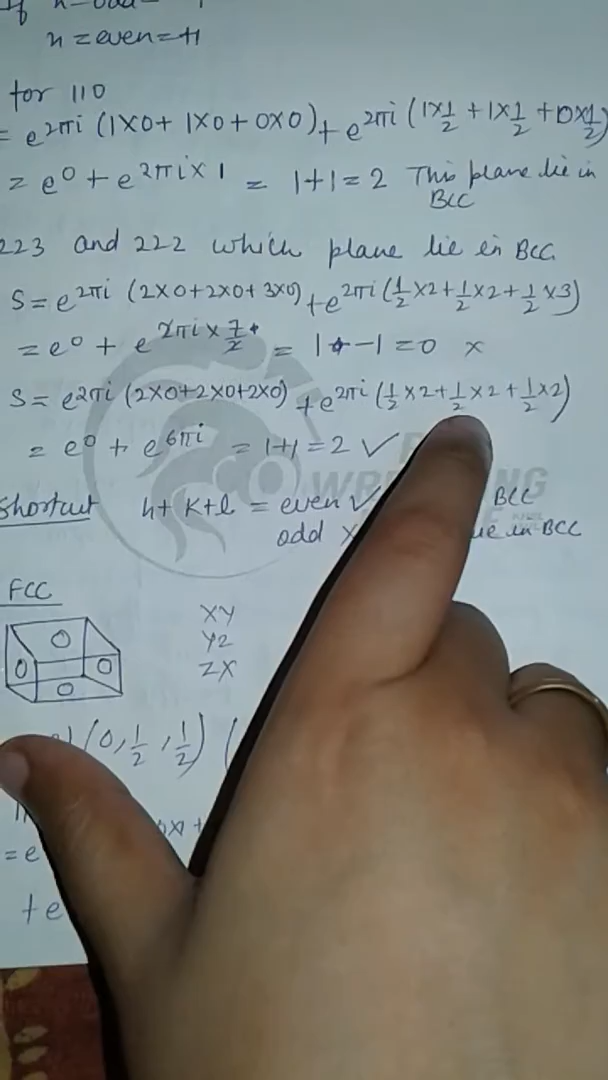 n = even = +1
for 110
= e^2πi (1×0 + 1×0 + 0×0) + e^2πi (1×1/2 + 1×1/2 + 0×1/2)
= e^0 + e^2πi×1 = 1+1 = 2 This plane lie in
BCC
223 and 222 which plane lie in BCC
S = e^2πi (2×0+2×0+3×0) + e^2πi (1/2×2+1/2×2+1/2×3)
= e^0 + e^2πi×7/2 = 1 -1 = 0 ×
S = e^2πi (2×0+2×0+2×0) + e^2πi (1/2×2+1/2×2+1/2×2)
= e^0 + e^6πi = 1+1 = 2 ✓
Shortcut h+k+l = even ✓ BCC
odd × lie in BCC
FCC
XY
YZ
ZX
(0, 1/2, 1/2) (
= e
+ e